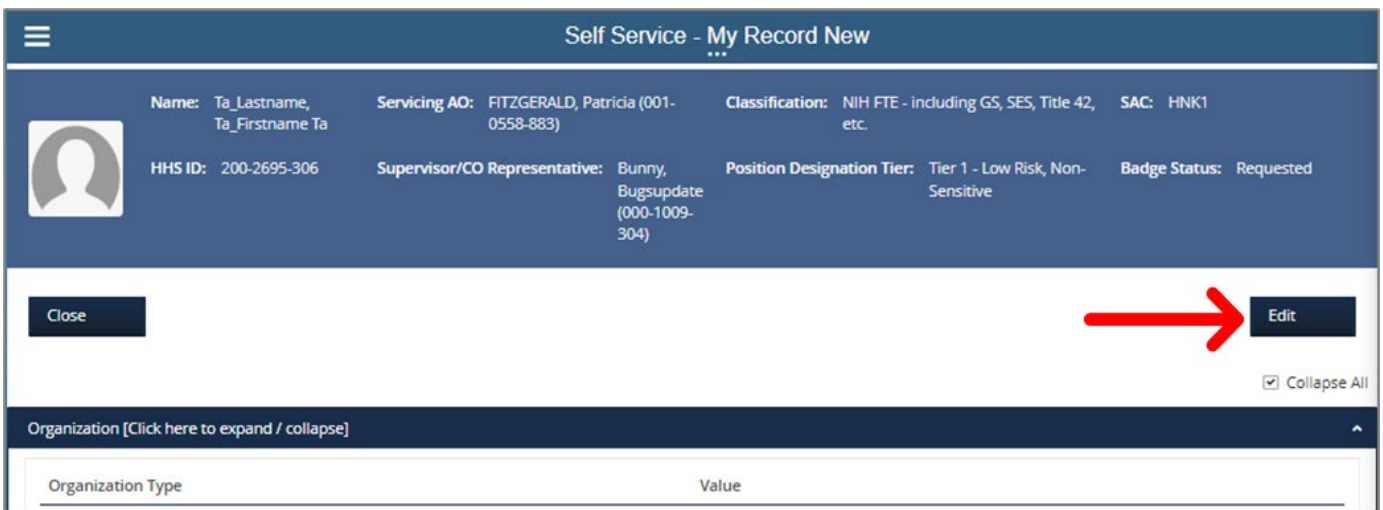 Self Service - My Record New
Name: Ta_Lastname, Ta_Firstname Ta
Servicing AO: FITZGERALD, Patricia (001-0558-883)
Classification: NIH FTE - including GS, SES, Title 42, etc.
SAC: HNK1
HHS ID: 200-2695-306
Supervisor/CO Representative: Bunny, Bugsupdate (000-1009-304)
Position Designation Tier: Tier 1 - Low Risk, Non-Sensitive
Badge Status: Requested
Close
Edit
Collapse All
Organization [Click here to expand / collapse]
Organization Type
Value